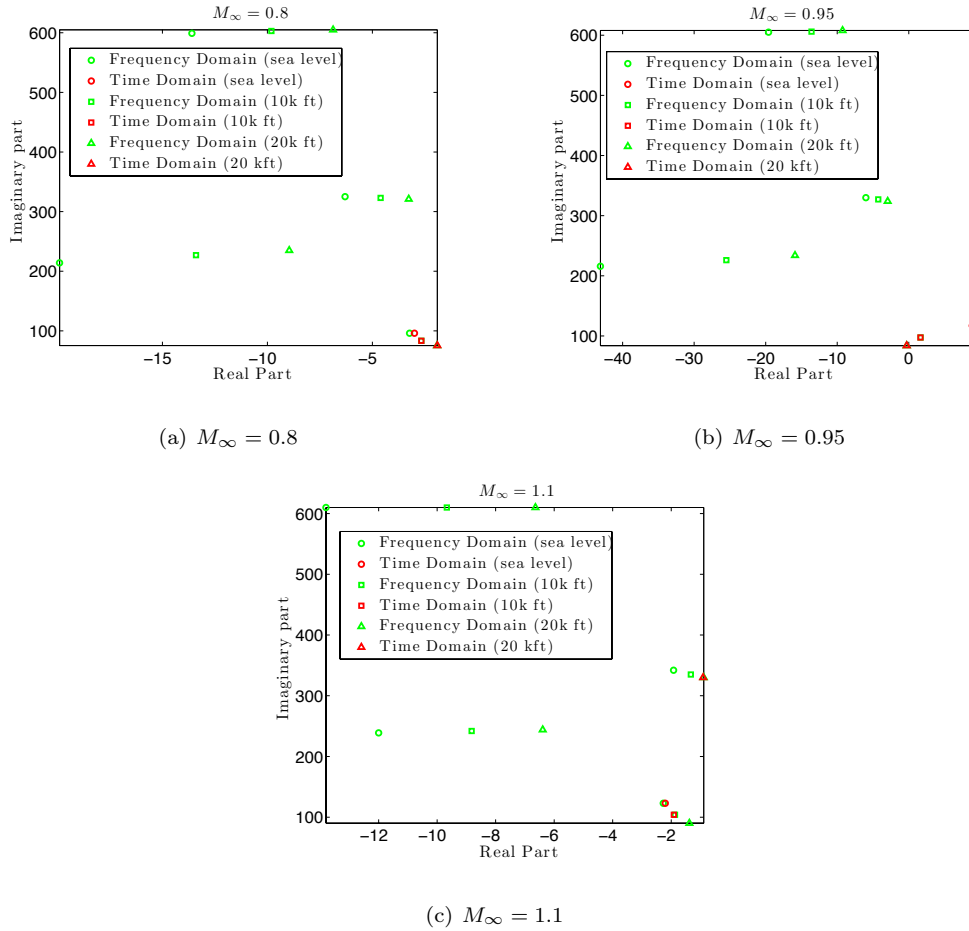 M∞ = 0.8
600
500
400
300
200
100
−15
−10
−5
Imaginary part
Real Part
Frequency Domain (sea level)
Time Domain (sea level)
Frequency Domain (10k ft)
Time Domain (10k ft)
Frequency Domain (20k ft)
Time Domain (20 kft)
(a) M∞ = 0.8
M∞ = 0.95
600
500
400
300
200
100
−40
−30
−20
−10
0
Imaginary part
Real Part
Frequency Domain (sea level)
Time Domain (sea level)
Frequency Domain (10k ft)
Time Domain (10k ft)
Frequency Domain (20k ft)
Time Domain (20 kft)
(b) M∞ = 0.95
M∞ = 1.1
600
500
400
300
200
100
−12
−10
−8
−6
−4
−2
Imaginary part
Real Part
Frequency Domain (sea level)
Time Domain (sea level)
Frequency Domain (10k ft)
Time Domain (10k ft)
Frequency Domain (20k ft)
Time Domain (20 kft)
(c) M∞ = 1.1